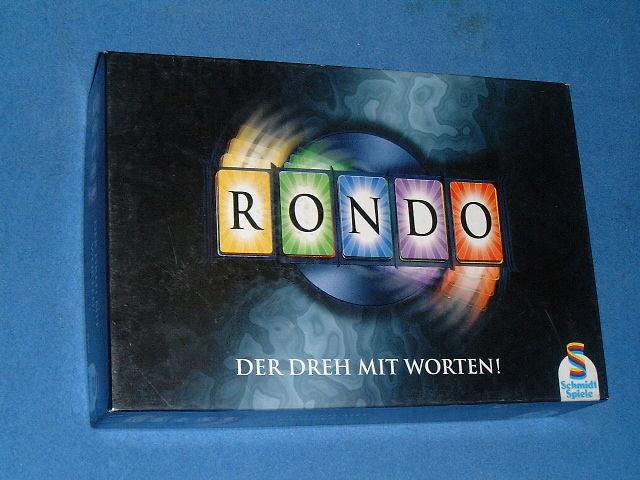 RONDO
DER DREH MIT WORTEN!
Schmidt
Spiele